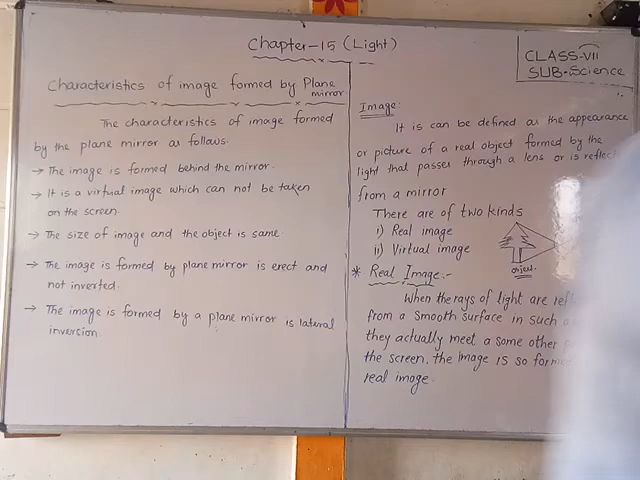 Chapter-15 (Light)
CLASS-VII
SUB-Science
Characteristics of image formed by Plane mirror
The characteristics of image formed
by the plane mirror as follows.
→ The image is formed behind the mirror.
→ It is a virtual image which can not be taken
on the screen.
→ The size of image and the object is same.
→ The image is formed by plane mirror is erect and
not inverted.
→ The image is formed by a plane mirror is lateral
inversion.
Image:
It is can be defined as the appearance
or picture of a real object formed by the
light that passes through a lens or is reflec
from a mirror
There are of two kinds
i) Real image
ii) Virtual image
object.
* Real Image:-
When the rays of light are refl
from a smooth surface in such a
they actually meet a some other
the screen, the image is so form
real image.